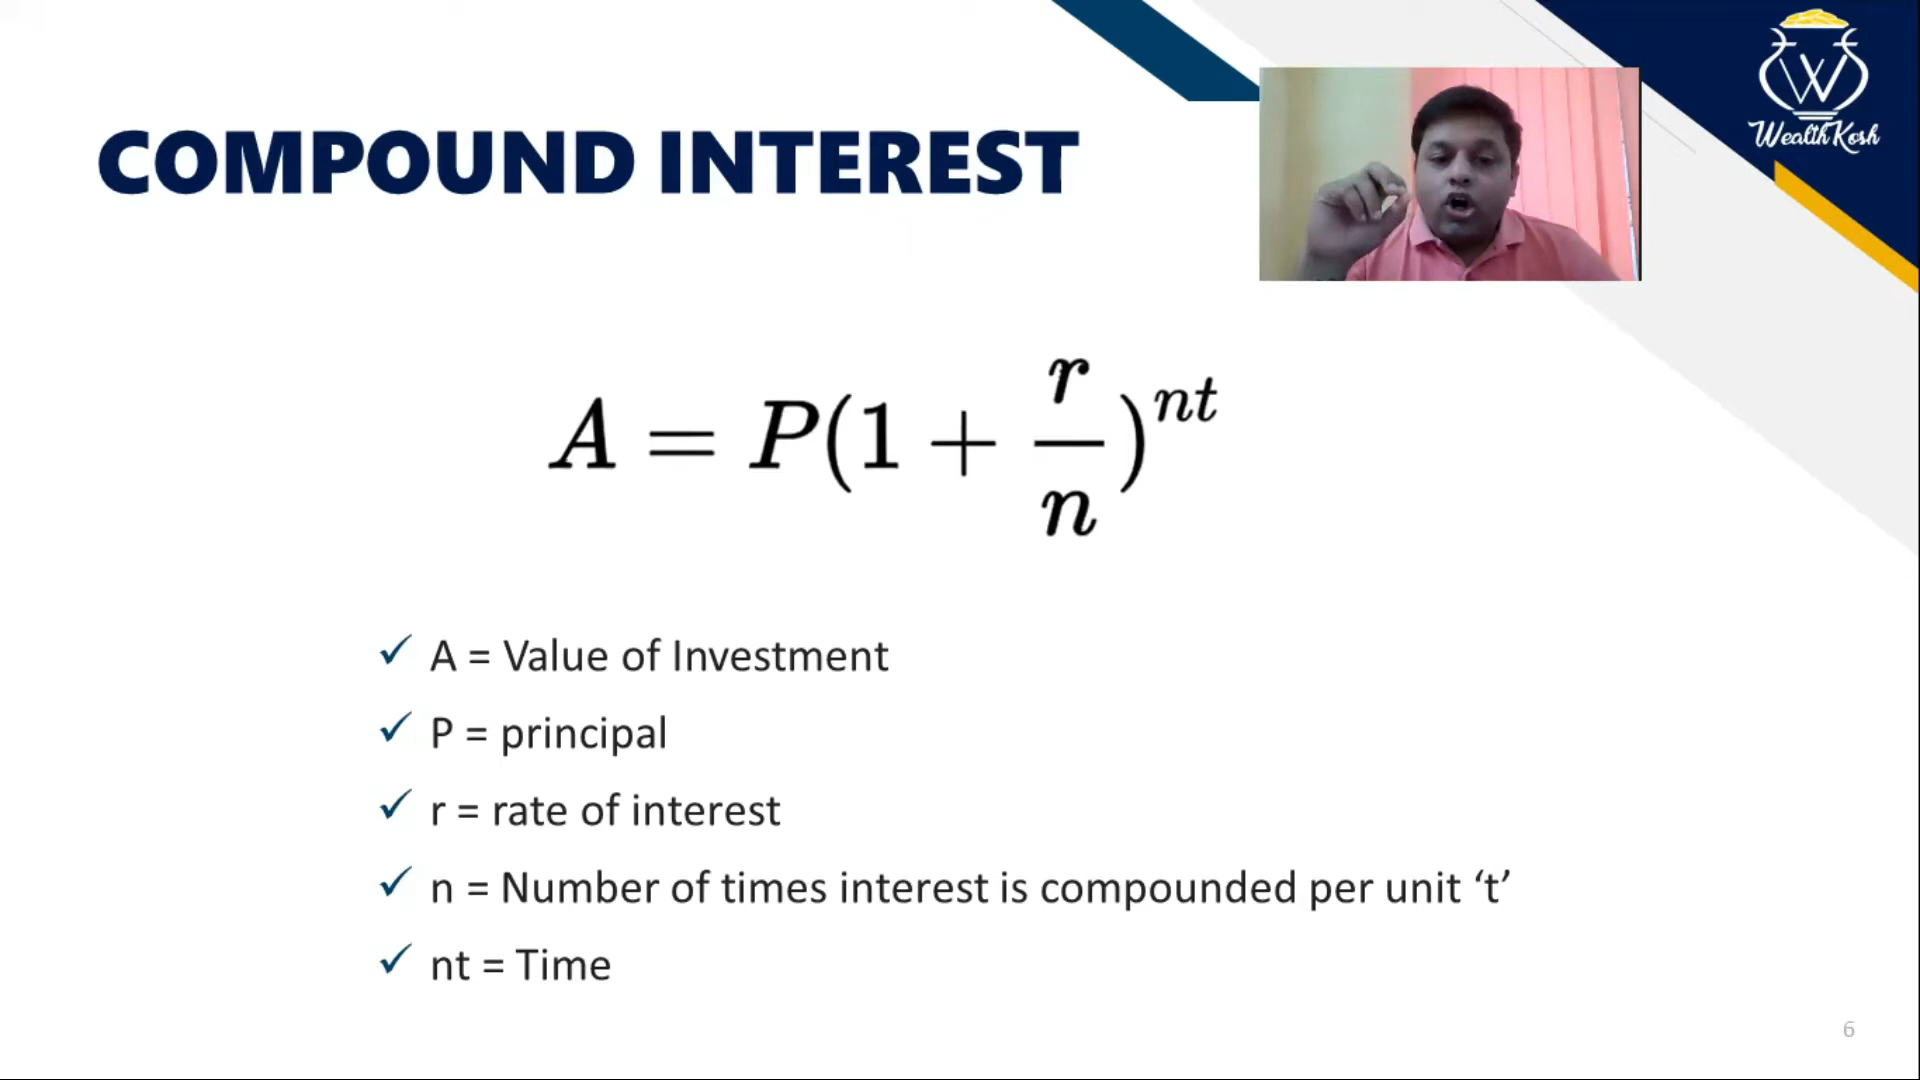 WealthKosh
COMPOUND INTEREST
A = P(1 + r/n)^nt
✓ A = Value of Investment
✓ P = principal
✓ r = rate of interest
✓ n = Number of times interest is compounded per unit ‘t’
✓ nt = Time
6